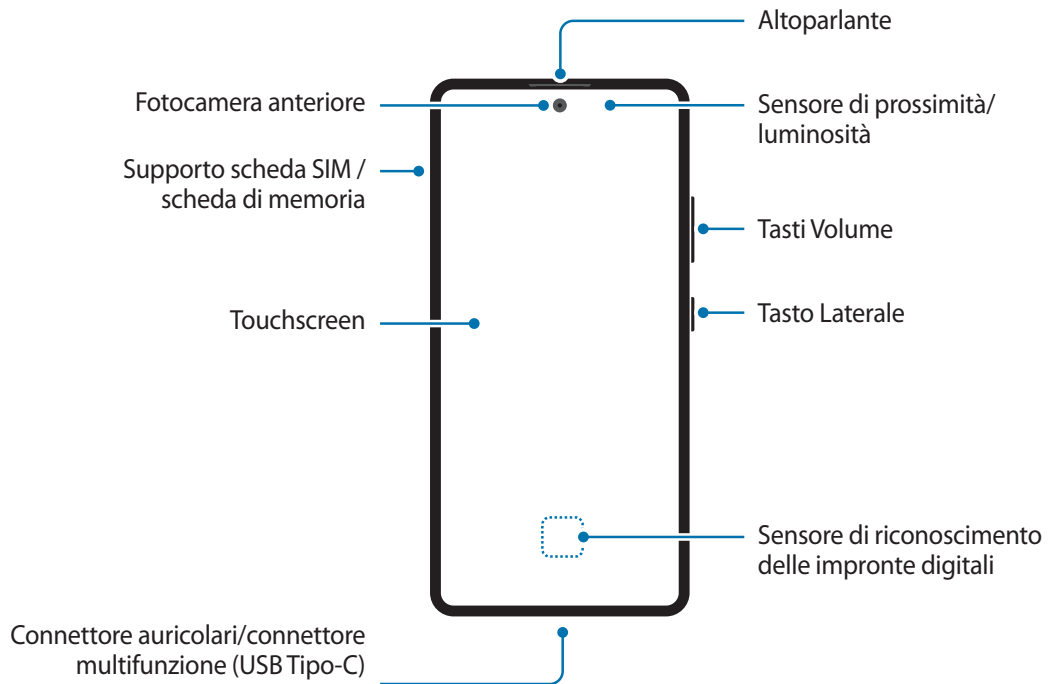 Altoparlante
Fotocamera anteriore
Sensore di prossimità/
luminosità
Supporto scheda SIM /
scheda di memoria
Tasti Volume
Touchscreen
Tasto Laterale
Sensore di riconoscimento
delle impronte digitali
Connettore auricolari/connettore
multifunzione (USB Tipo-C)